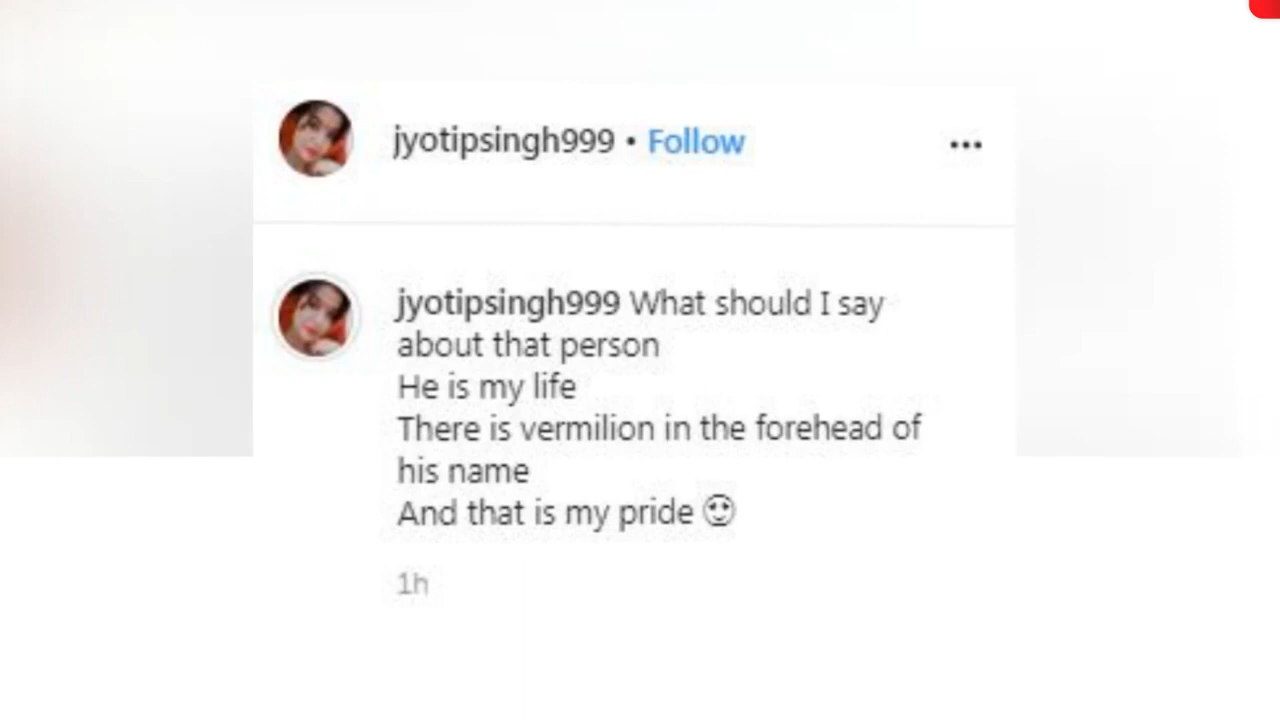 jyotipsingh999 • Follow
...
jyotipsingh999 What should I say
about that person
He is my life
There is vermilion in the forehead of
his name
And that is my pride 🥰
1h